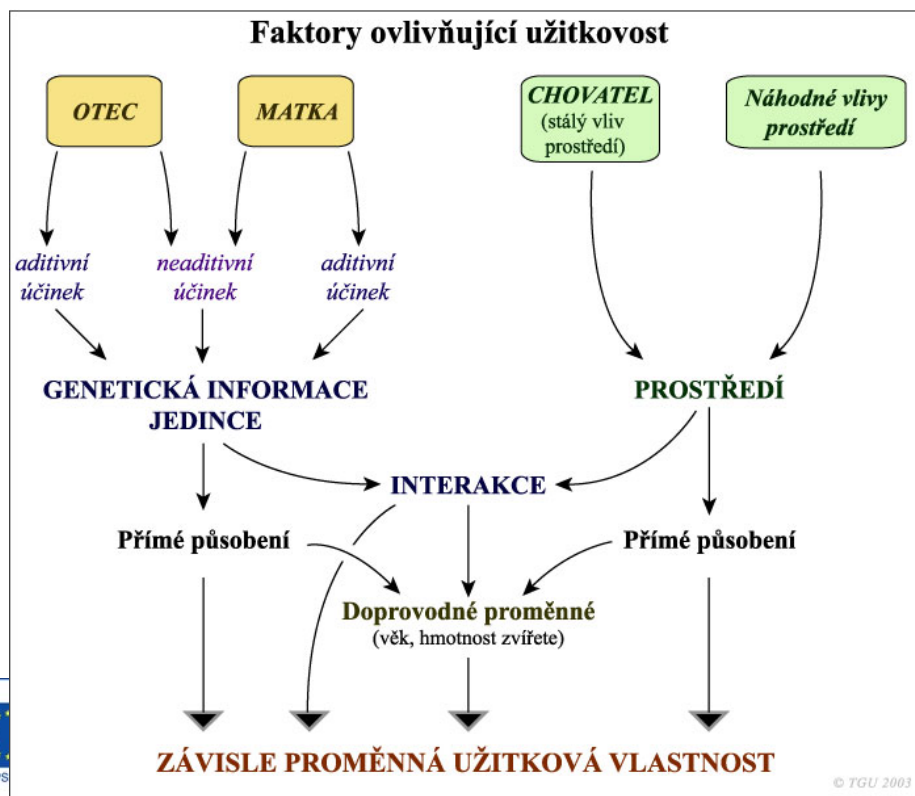 Faktory ovlivňující užitkovost
OTEC
MATKA
CHOVATEL
(stálý vliv
prostředí)
Náhodné vlivy
prostředí
aditivní
účinek
neaditivní
účinek
aditivní
účinek
GENETICKÁ INFORMACE
JEDINCE
PROSTŘEDÍ
INTERAKCE
Přímé působení
Přímé působení
Doprovodné proměnné
(věk, hmotnost zvířete)
ZÁVISLE PROMĚNNÁ UŽITKOVÁ VLASTNOST
© TGU 2003